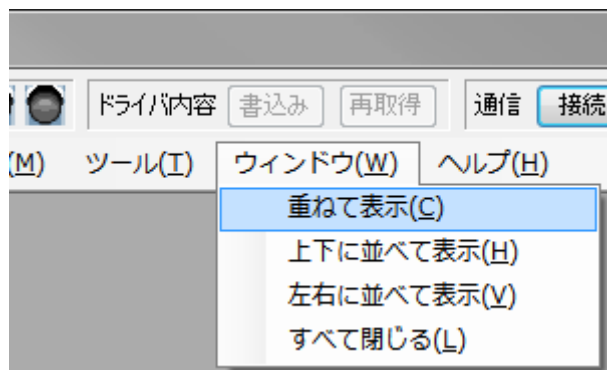 ドライバ内容 書込み 再取得 通信 接続
(M) ツール(T) ウィンドウ(W) ヘルプ(H)
重ねて表示(C)
上下に並べて表示(H)
左右に並べて表示(V)
すべて閉じる(L)